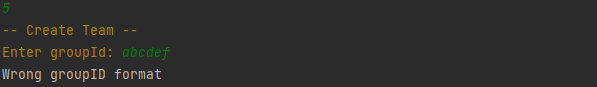 5
-- Create Team --
Enter groupId: abcdef
Wrong groupID format